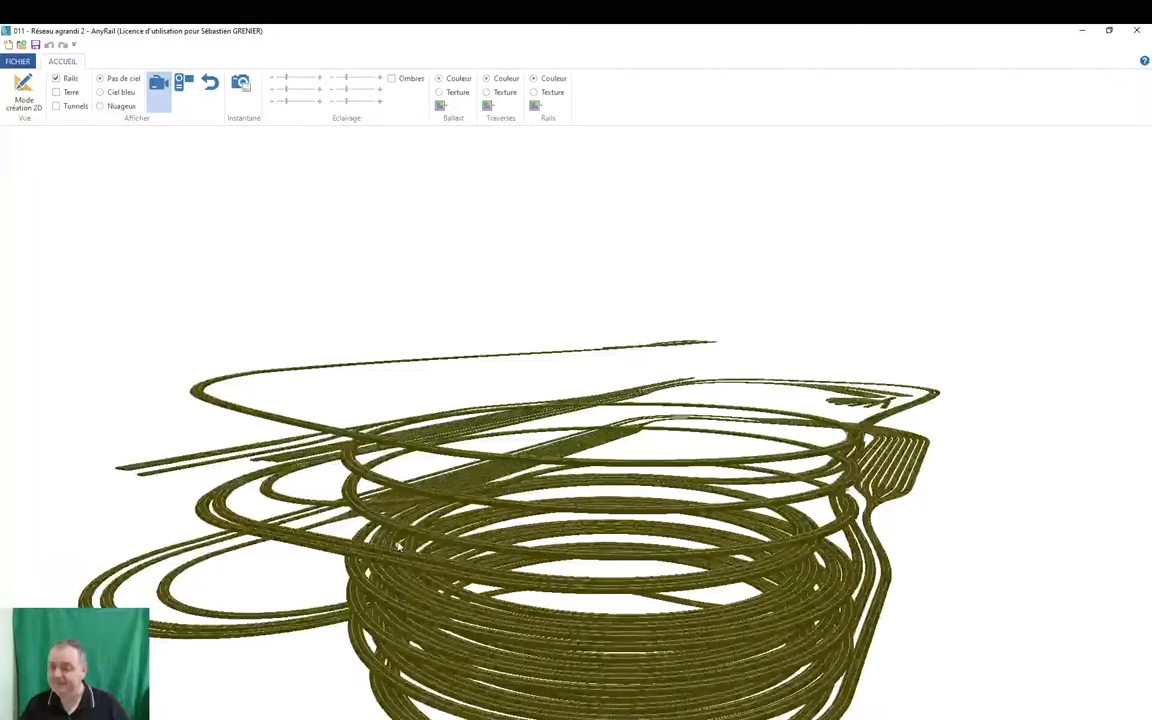 011 - Réseau agrandi 2 - AnyRail (Licence d'utilisation pour Sébastien GRENIER)
FICHIER ACCUEIL
Mode création 2D
Vue
Rails
Terre
Tunnels
Pas de ciel
Ciel bleu
Nuageux
Afficher
Instantané
Ombres
Eclairage
Couleur
Texture
Ballast
Couleur
Texture
Traverses
Couleur
Texture
Rails